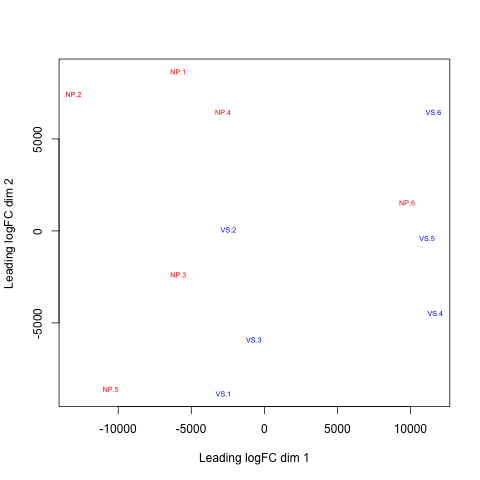 NP.1
NP.2
NP.4
VS.6
5000
NP.6
VS.2
0
VS.5
NP.3
VS.4
-5000
VS.3
NP.5
VS.1
Leading logFC dim 2
-10000 -5000 0 5000 10000
Leading logFC dim 1